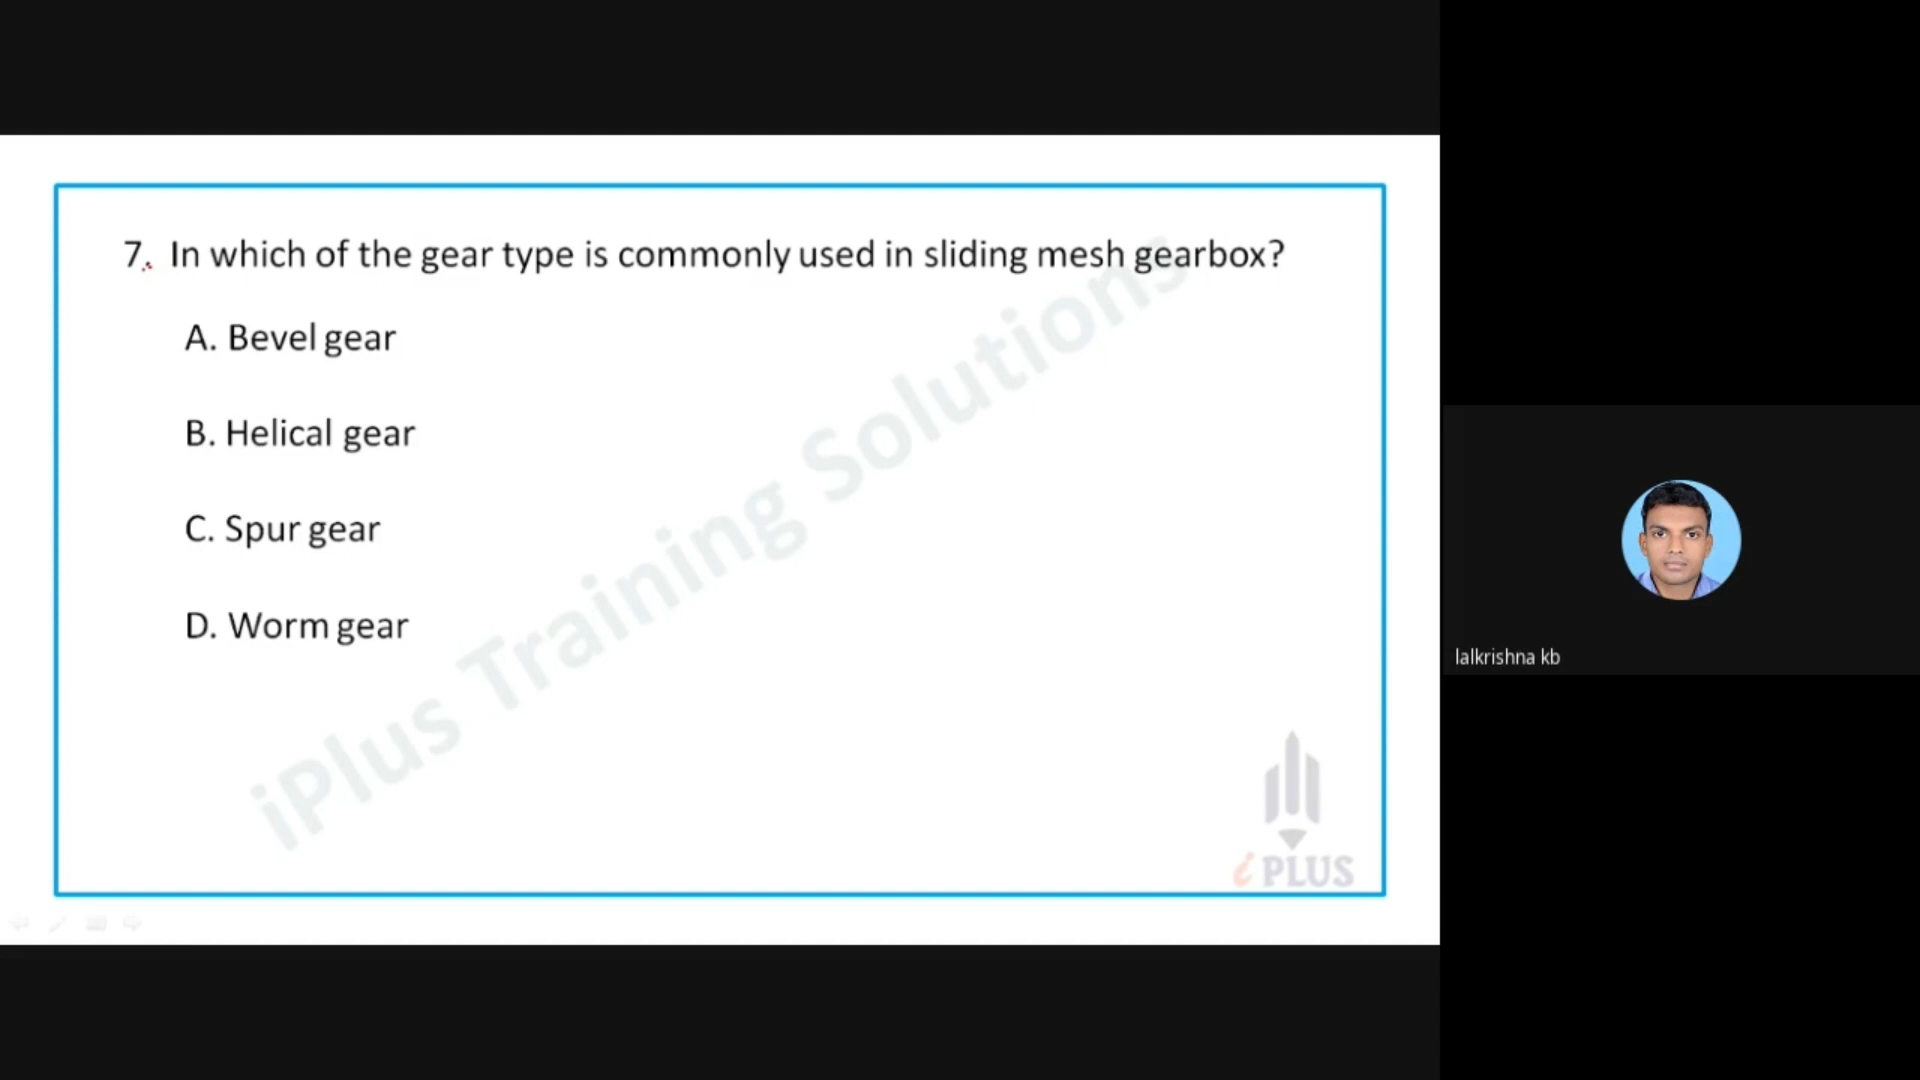 7. In which of the gear type is commonly used in sliding mesh gearbox?
A. Bevel gear
B. Helical gear
C. Spur gear
D. Worm gear
iPlus Training Solutions
i PLUS
lalkrishna kb